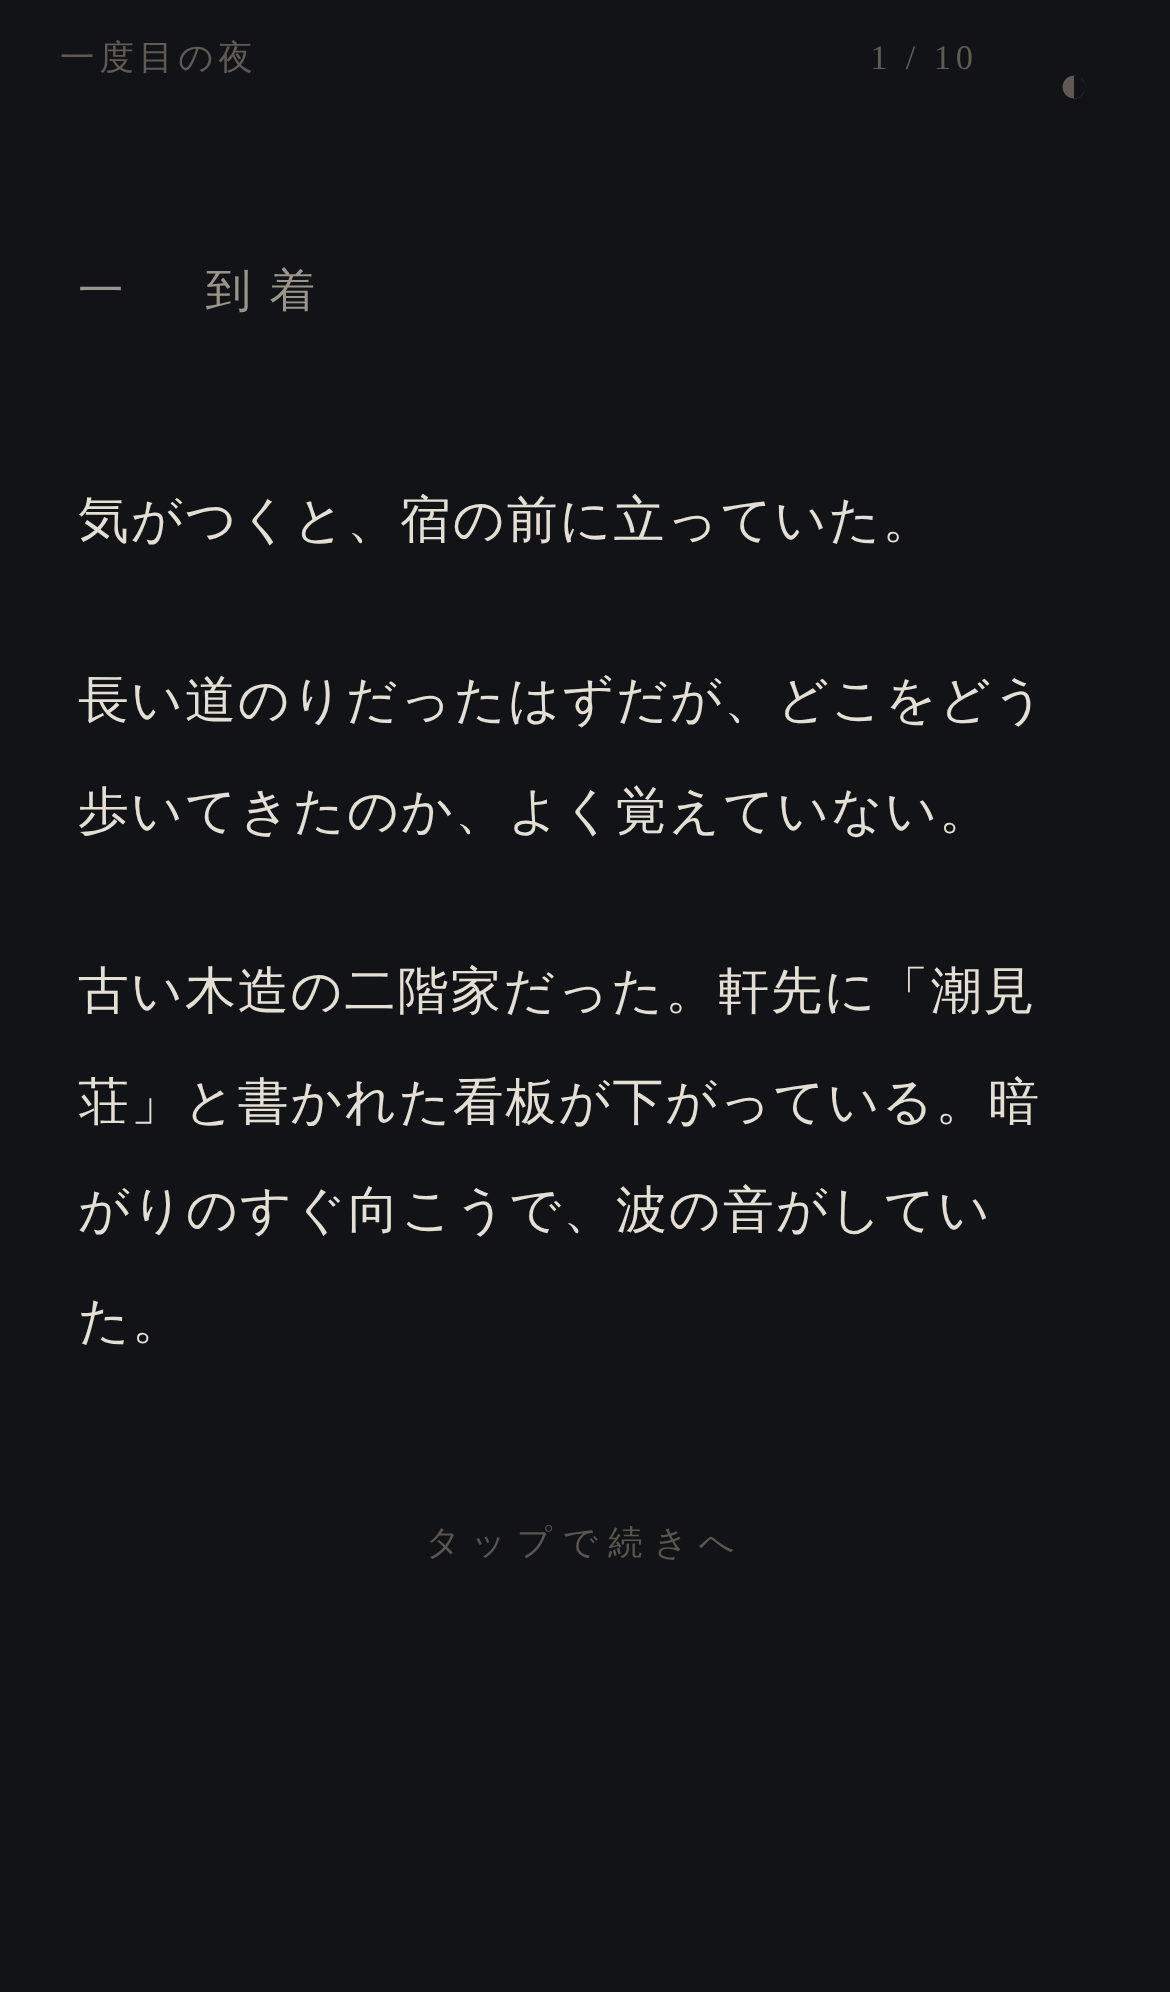 一度目の夜
1 / 10
一　到着
気がつくと、宿の前に立っていた。
長い道のりだったはずだが、どこをどう
歩いてきたのか、よく覚えていない。
古い木造の二階家だった。軒先に「潮見
荘」と書かれた看板が下がっている。暗
がりのすぐ向こうで、波の音がしてい
た。
タップで続きへ